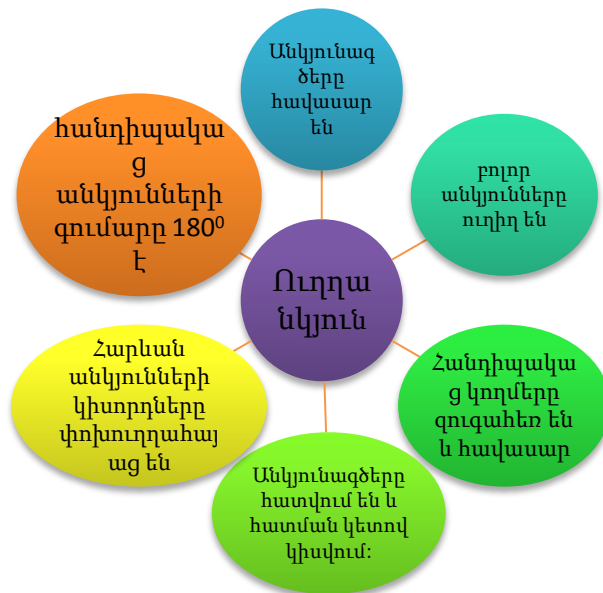 Անկյունագ
ծերը
հավասար
են
բոլոր
անկյունները
ուղիղ են
Հանդիպակա
ց կողմերը
զուգահեռ են
և հավասար
Անկյունագծերը
հատվում են և
հատման կետով
կիսվում:
Հարևան
անկյունների
կիսորդները
փոխուղղահայ
աց են
հանդիպակա
ց
անկյունների
գումարը 180⁰
է
Ուղղա
նկյուն